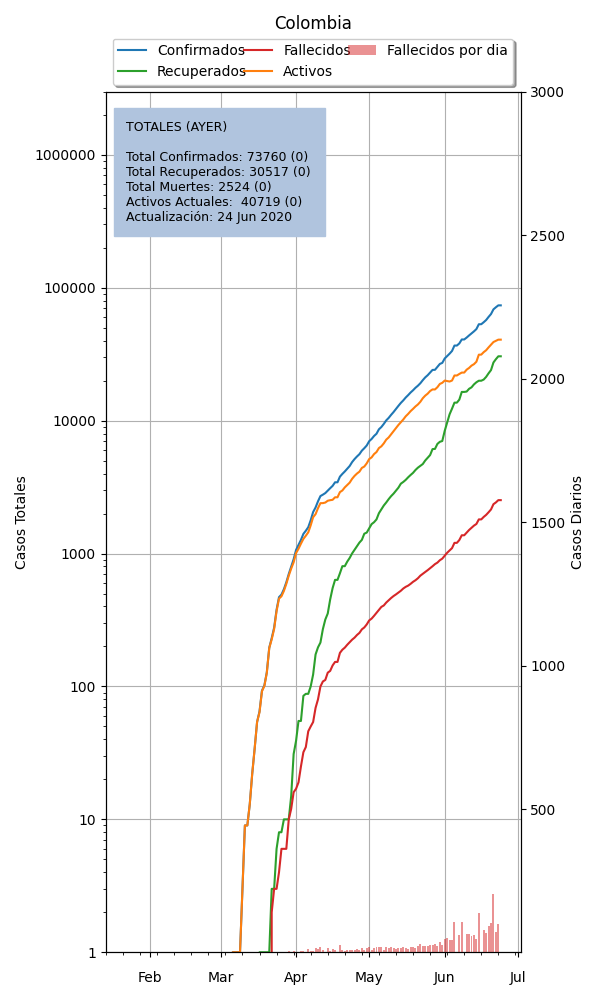 Colombia
Confirmados
Recuperados
Fallecidos
Activos
Fallecidos por dia
TOTALES (AYER)
Total Confirmados: 73760 (0)
Total Recuperados: 30517 (0)
Total Muertes: 2524 (0)
Activos Actuales:  40719 (0)
Actualización: 24 Jun 2020
Casos Totales
1000000
100000
10000
1000
100
10
1
3000
2500
2000
1500
1000
500
Casos Diarios
Feb Mar Apr May Jun Jul